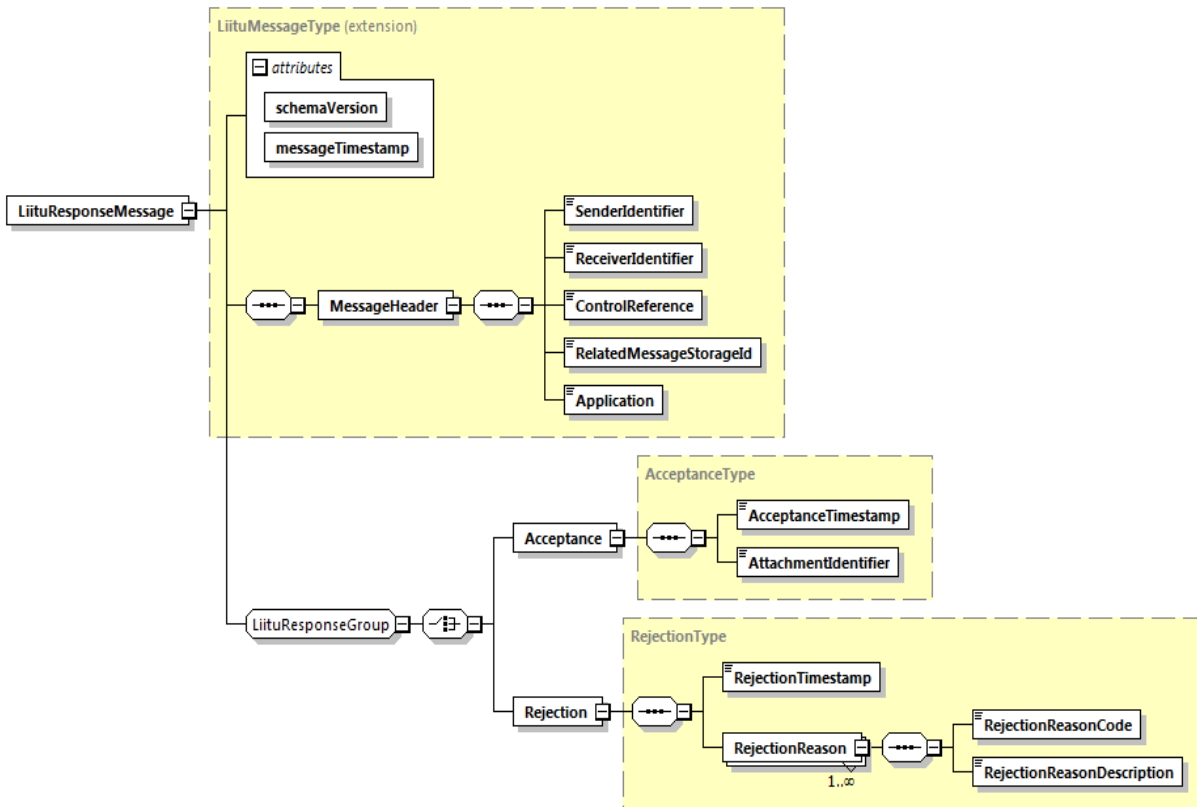 LiituMessageType (extension)
attributes
schemaVersion
messageTimestamp
LiituResponseMessage
SenderIdentifier
ReceiverIdentifier
MessageHeader
ControlReference
RelatedMessageStorageId
Application
AcceptanceType
AcceptanceTimestamp
Acceptance
AttachmentIdentifier
LiituResponseGroup
RejectionType
RejectionTimestamp
Rejection
RejectionReason
1..∞
RejectionReasonCode
RejectionReasonDescription